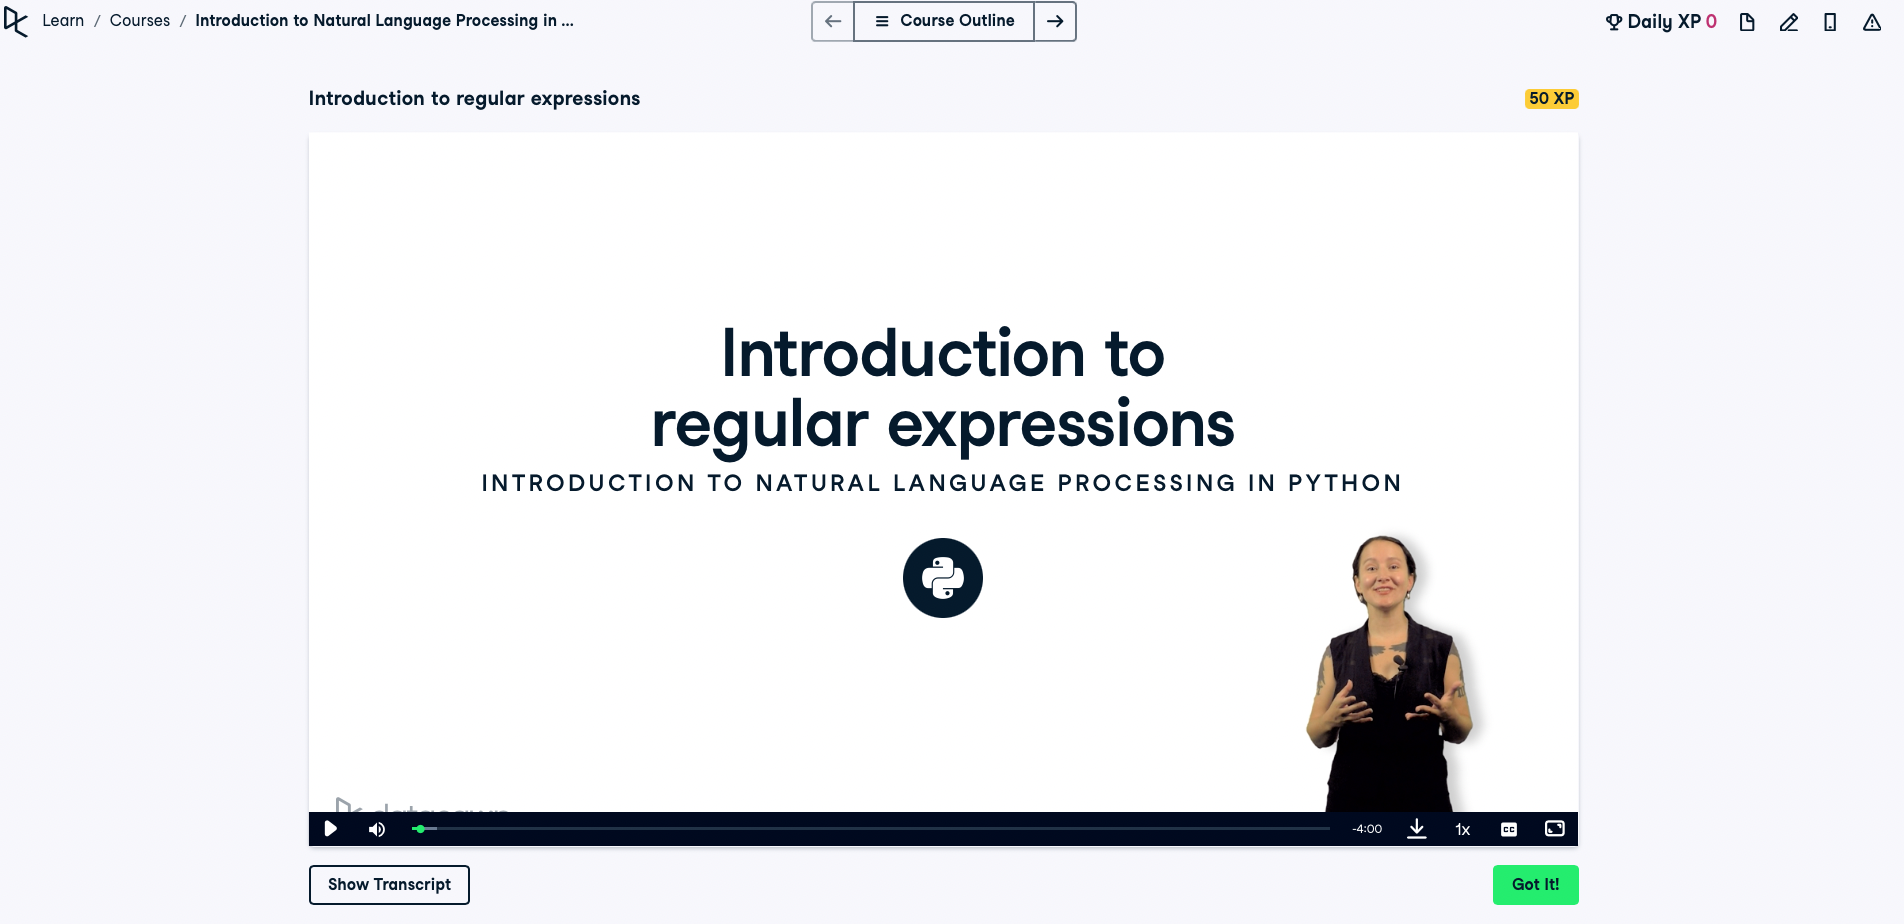 Learn / Courses / Introduction to Natural Language Processing in ...
Course Outline
Daily XP 0
Introduction to regular expressions
50 XP
Introduction to
regular expressions
INTRODUCTION TO NATURAL LANGUAGE PROCESSING IN PYTHON
-4:00
1x
CC
Show Transcript
Got It!